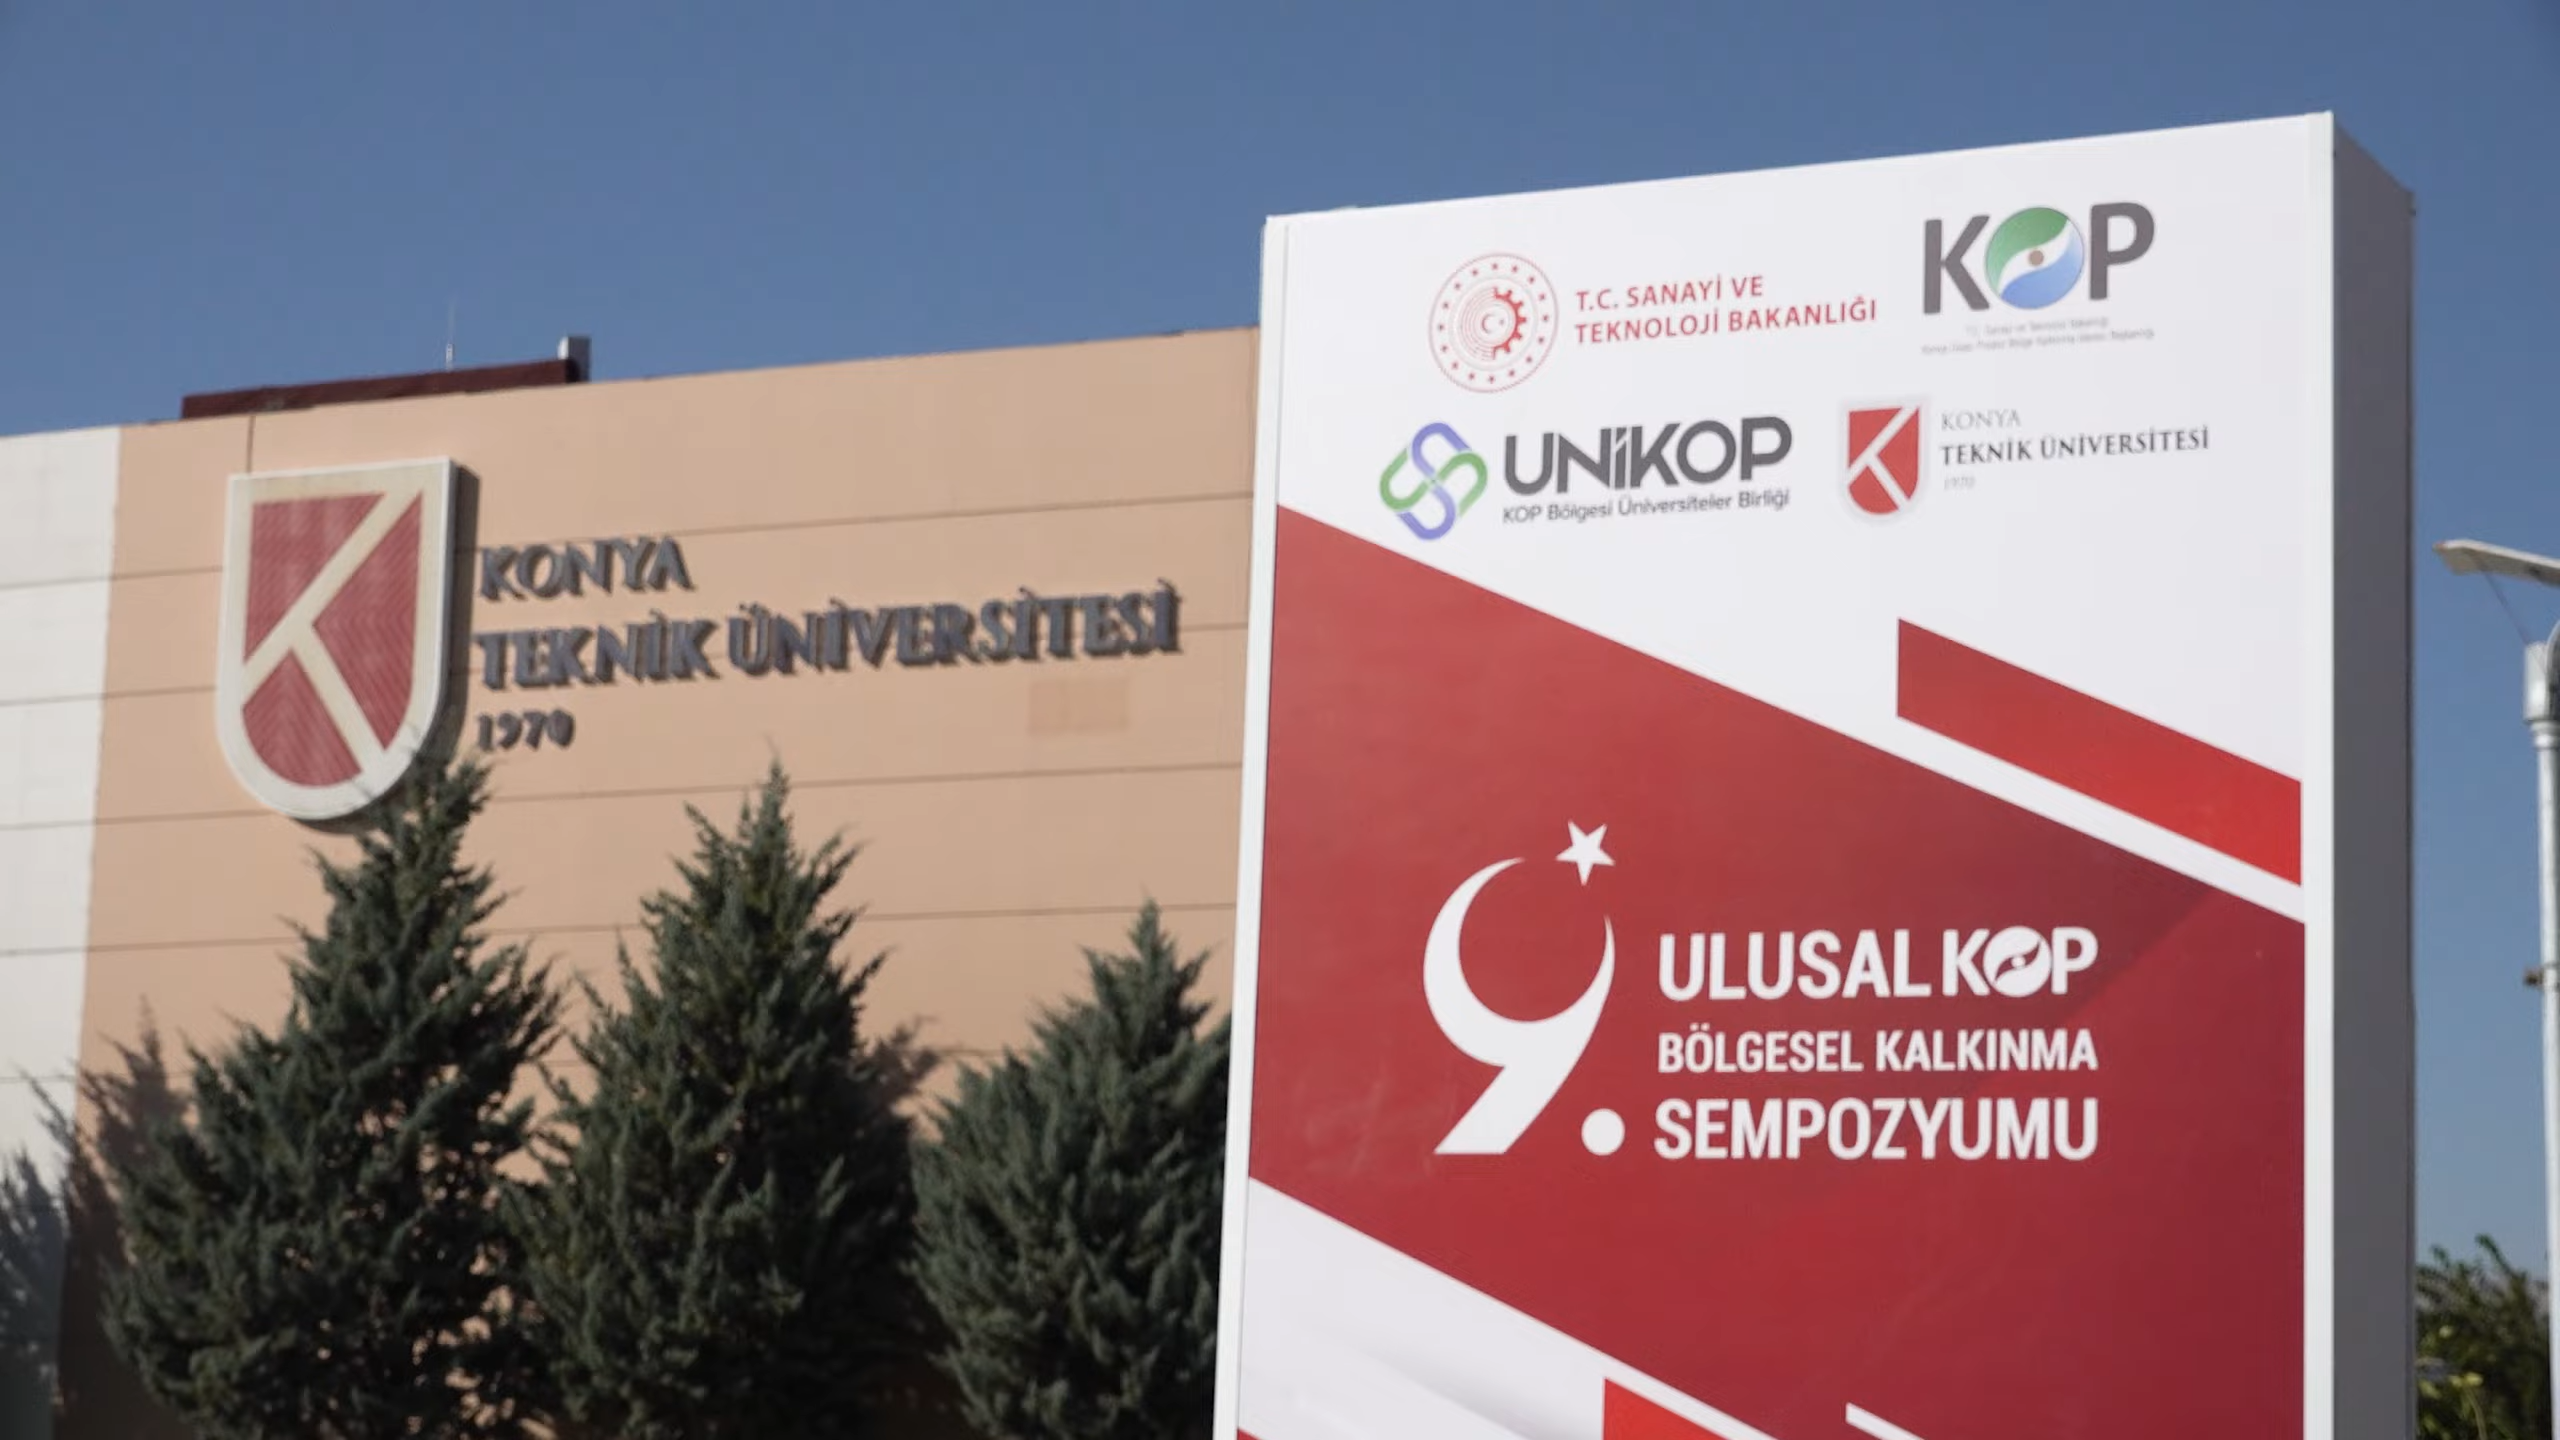 KONYA
TEKNİK ÜNİVERSİTESİ
1970
T.C. SANAYİ VE
TEKNOLOJİ BAKANLIĞI
KOP
UNİKOP
KOP Bölgesi Üniversiteler Birliği
KONYA
TEKNİK ÜNİVERSİTESİ
1970
9.
ULUSAL KOP
BÖLGESEL KALKINMA
SEMPOZYUMU